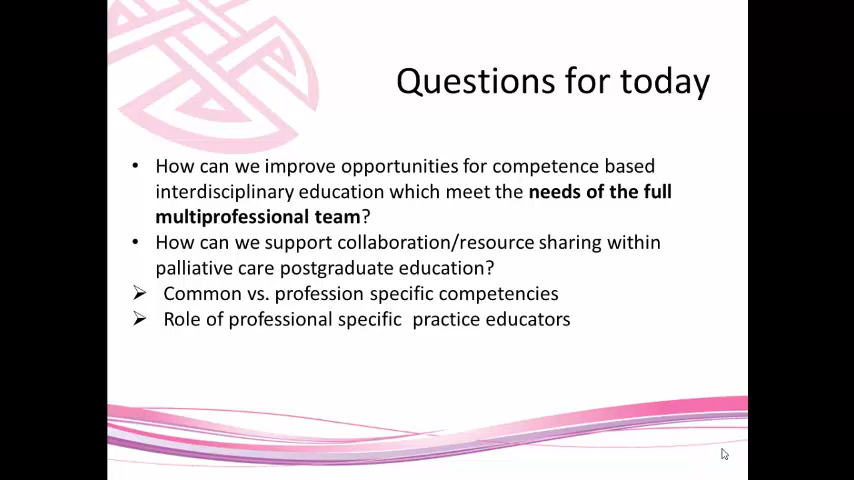 Questions for today
• How can we improve opportunities for competence based
interdisciplinary education which meet the needs of the full
multiprofessional team?
• How can we support collaboration/resource sharing within
palliative care postgraduate education?
➢ Common vs. profession specific competencies
➢ Role of professional specific practice educators